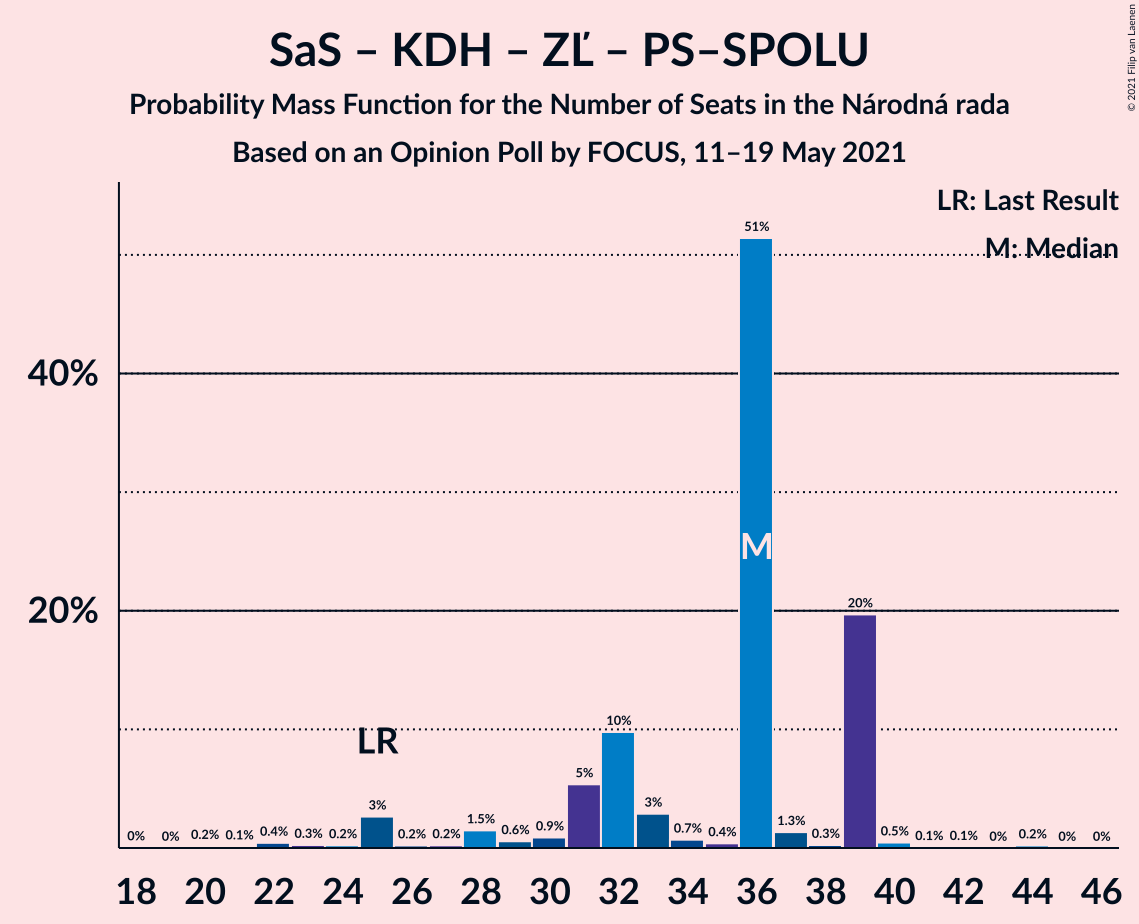 SaS – KDH – ZĽ – PS–SPOLU
Probability Mass Function for the Number of Seats in the Národná rada
Based on an Opinion Poll by FOCUS, 11–19 May 2021
© 2021 Filip van Laenen
LR: Last Result
M: Median
51%
40%
M
20%
20%
LR
10%
5%
3%
3%
0% 0% 0.2% 0.1% 0.4% 0.3% 0.2% 0.2% 0.2% 1.5% 0.6% 0.9% 0.7% 0.4% 1.3% 0.3% 0.5% 0.1% 0.1% 0% 0.2% 0% 0%
18 20 22 24 26 28 30 32 34 36 38 40 42 44 46